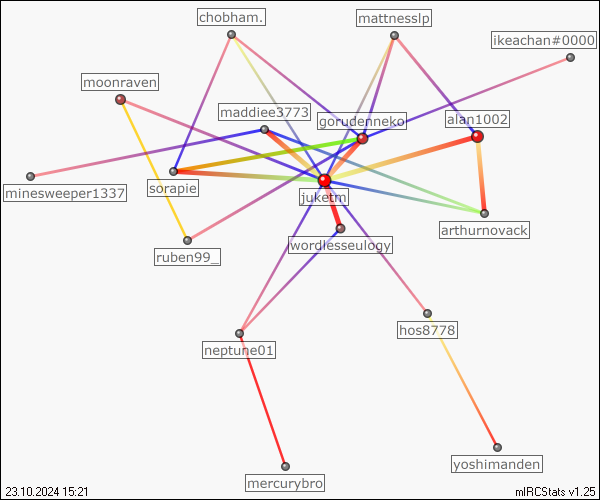 chobham.
mattnesslp
ikeachan#0000
moonraven
maddiee3773
gorudenneko
alan1002
minesweeper1337
sorapie
juketm
arthurnovack
wordlesseulogy
ruben99_
hos8778
neptune01
yoshimanden
mercurybro
23.10.2024 15:21
mIRCStats v1.25